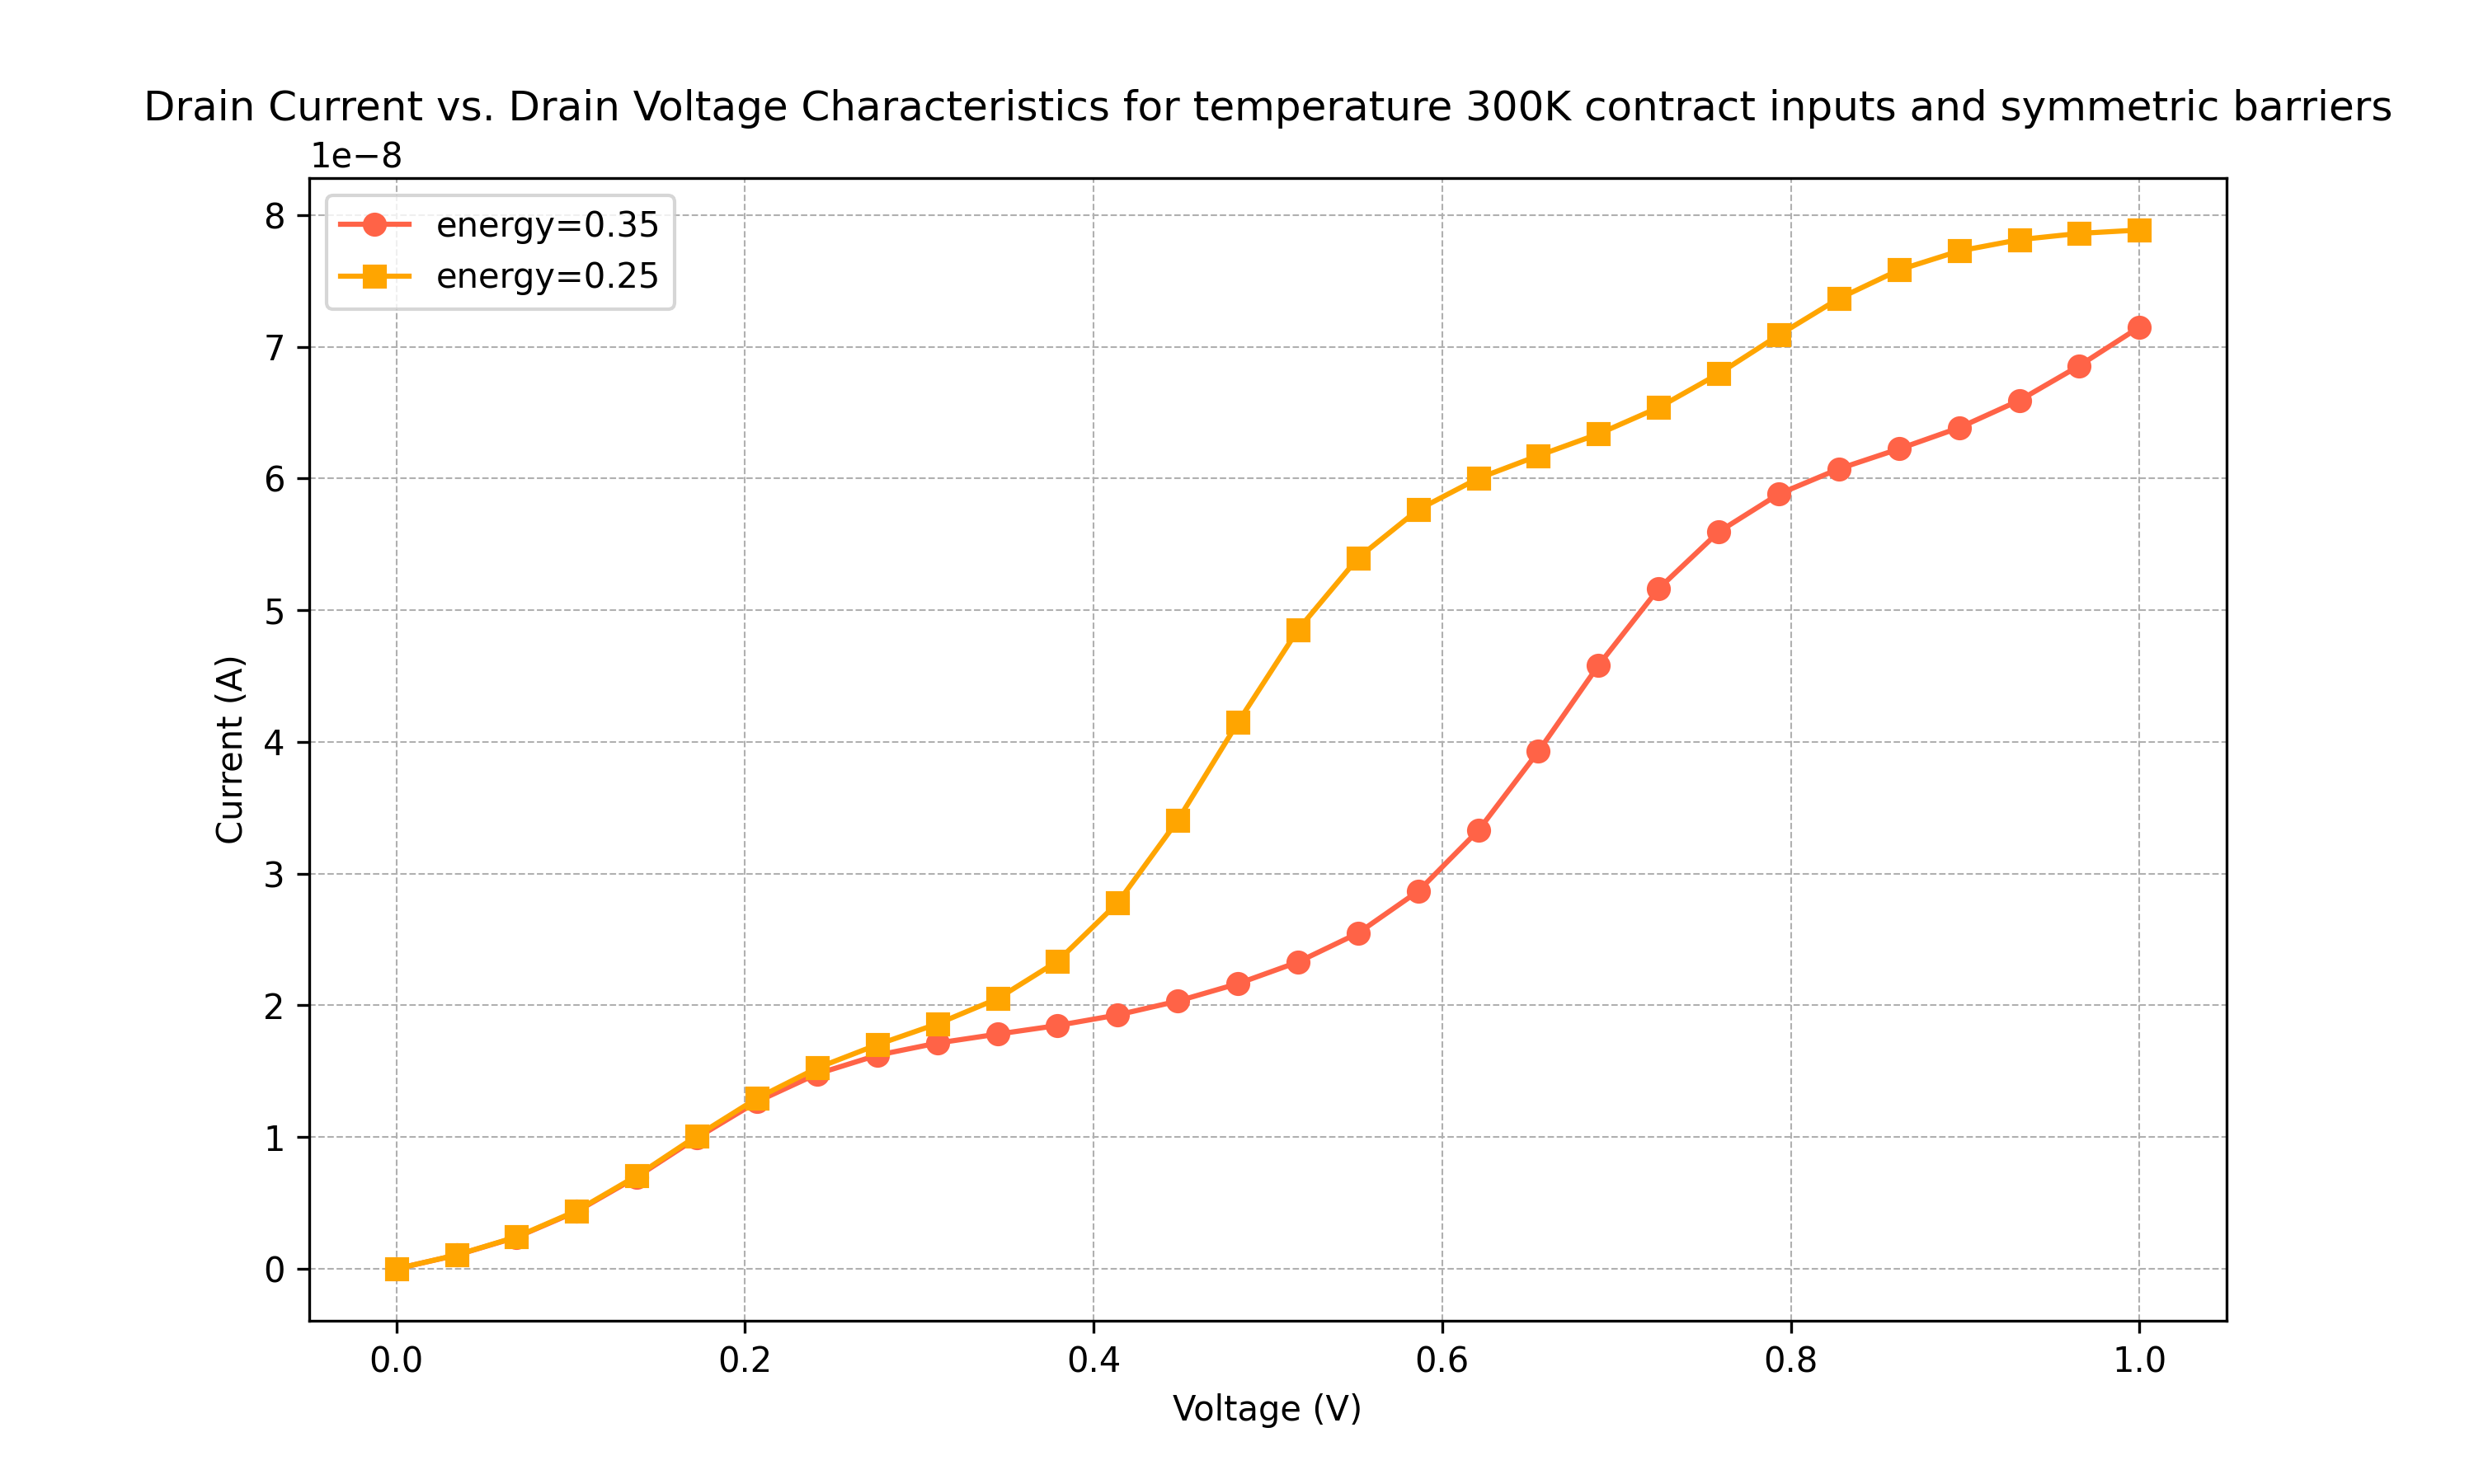 Drain Current vs. Drain Voltage Characteristics for temperature 300K contract inputs and symmetric barriers
1e−8
energy=0.35
energy=0.25
8
7
6
5
4
3
2
1
0
Current (A)
0.0 0.2 0.4 0.6 0.8 1.0
Voltage (V)